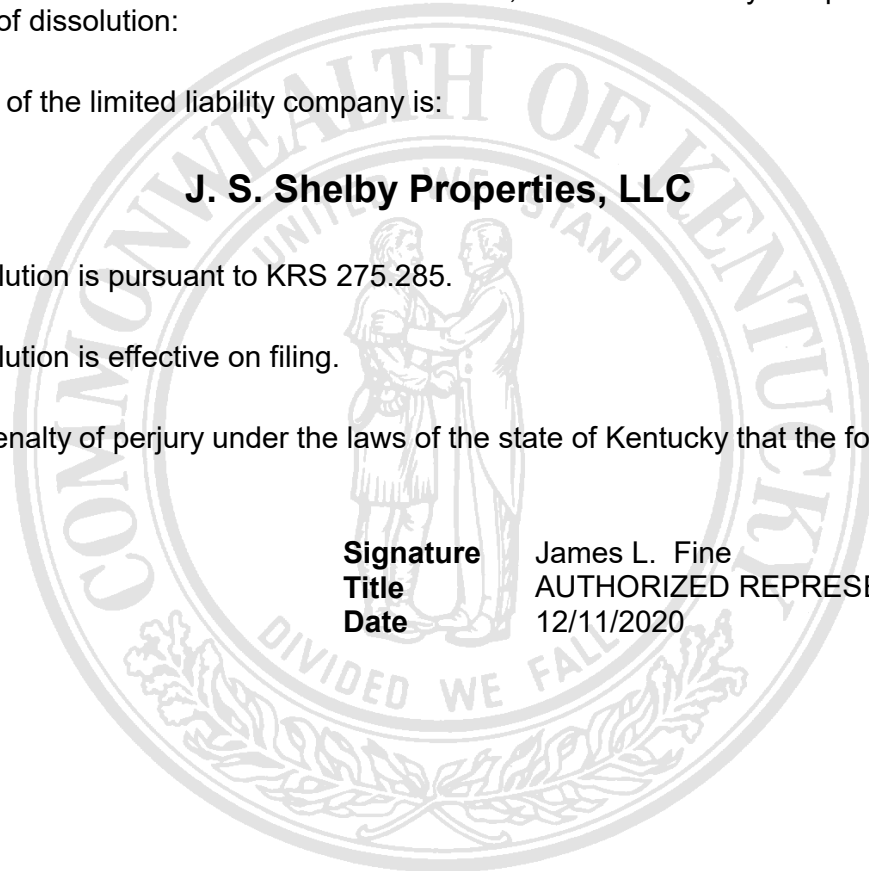 of dissolution:
of the limited liability company is:
J. S. Shelby Properties, LLC
lution is pursuant to KRS 275.285.
lution is effective on filing.
enalty of perjury under the laws of the state of Kentucky that the fo
Signature James L. Fine
Title AUTHORIZED REPRESE
Date 12/11/2020
COMMONWEALTH OF KENTUCKY
UNITED WE STAND
DIVIDED WE FALL